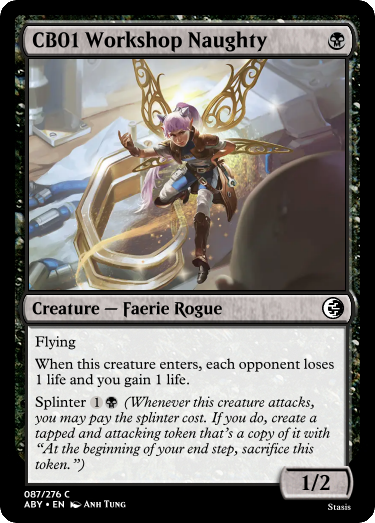 CB01 Workshop Naughty
Creature — Faerie Rogue
Flying
When this creature enters, each opponent loses
1 life and you gain 1 life.
Splinter 1 (Whenever this creature attacks,
you may pay the splinter cost. If you do, create a
tapped and attacking token that's a copy of it with
“At the beginning of your end step, sacrifice this
token.”)
1/2
087/276 C
ABY • EN Anh Tung
Stasis